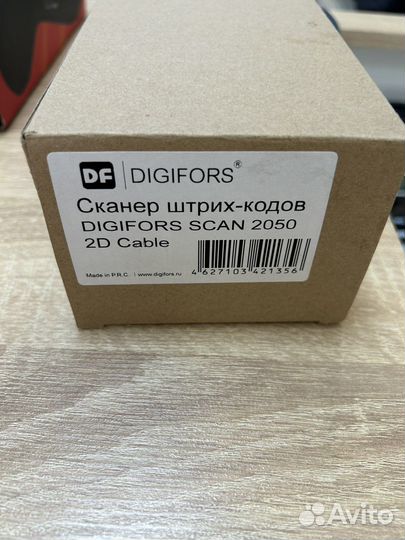 DF DIGIFORS®
Сканер штрих-кодов
DIGIFORS SCAN 2050
2D Cable
Made in P.R.C. | www.digifors.ru
4 627103 421356
Avito